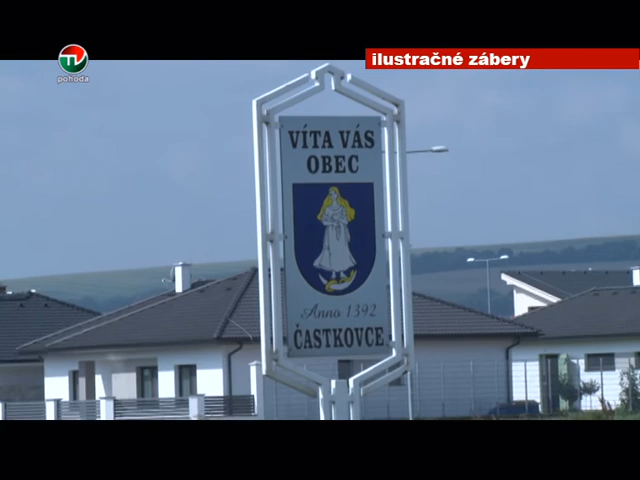 TV
pohoda
ilustračné zábery
VÍTA VÁS
OBEC
Anno 1392
ČASTKOVCE